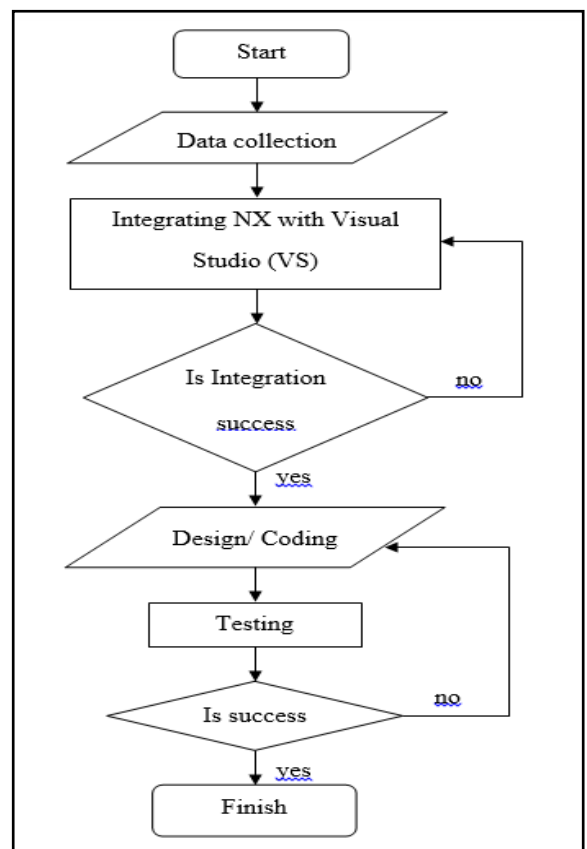 Start
Data collection
Integrating NX with Visual
Studio (VS)
Is Integration
success
no
yes
Design/ Coding
Testing
Is success
no
yes
Finish